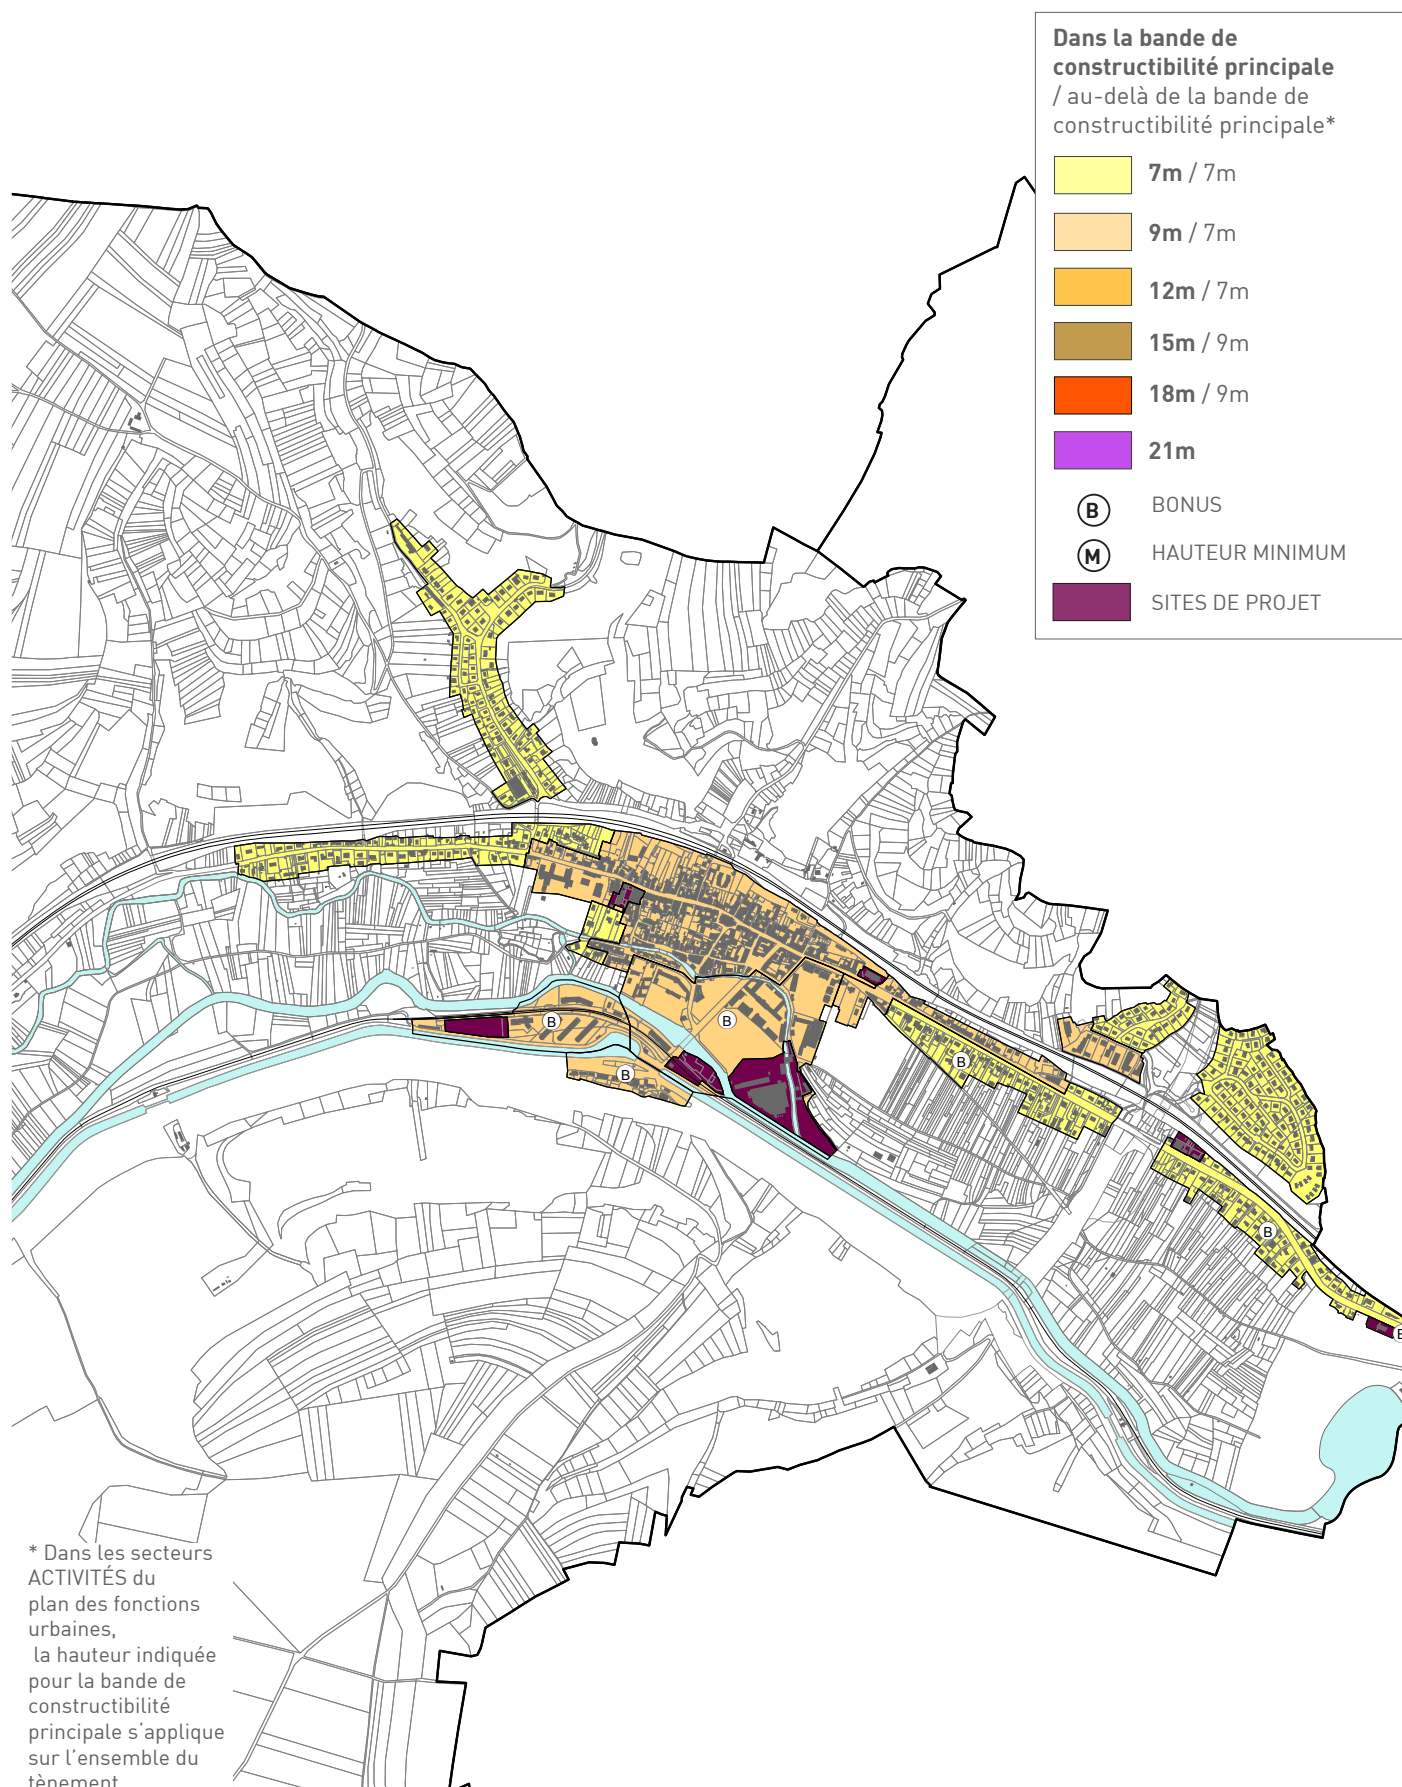 Dans la bande de
constructibilité principale
/ au-delà de la bande de
constructibilité principale*
7m / 7m
9m / 7m
12m / 7m
15m / 9m
18m / 9m
21m
B BONUS
M HAUTEUR MINIMUM
SITES DE PROJET
B
B
B
B
B
B
* Dans les secteurs
ACTIVITÉS du
plan des fonctions
urbaines,
la hauteur indiquée
pour la bande de
constructibilité
principale s'applique
sur l'ensemble du
tènement